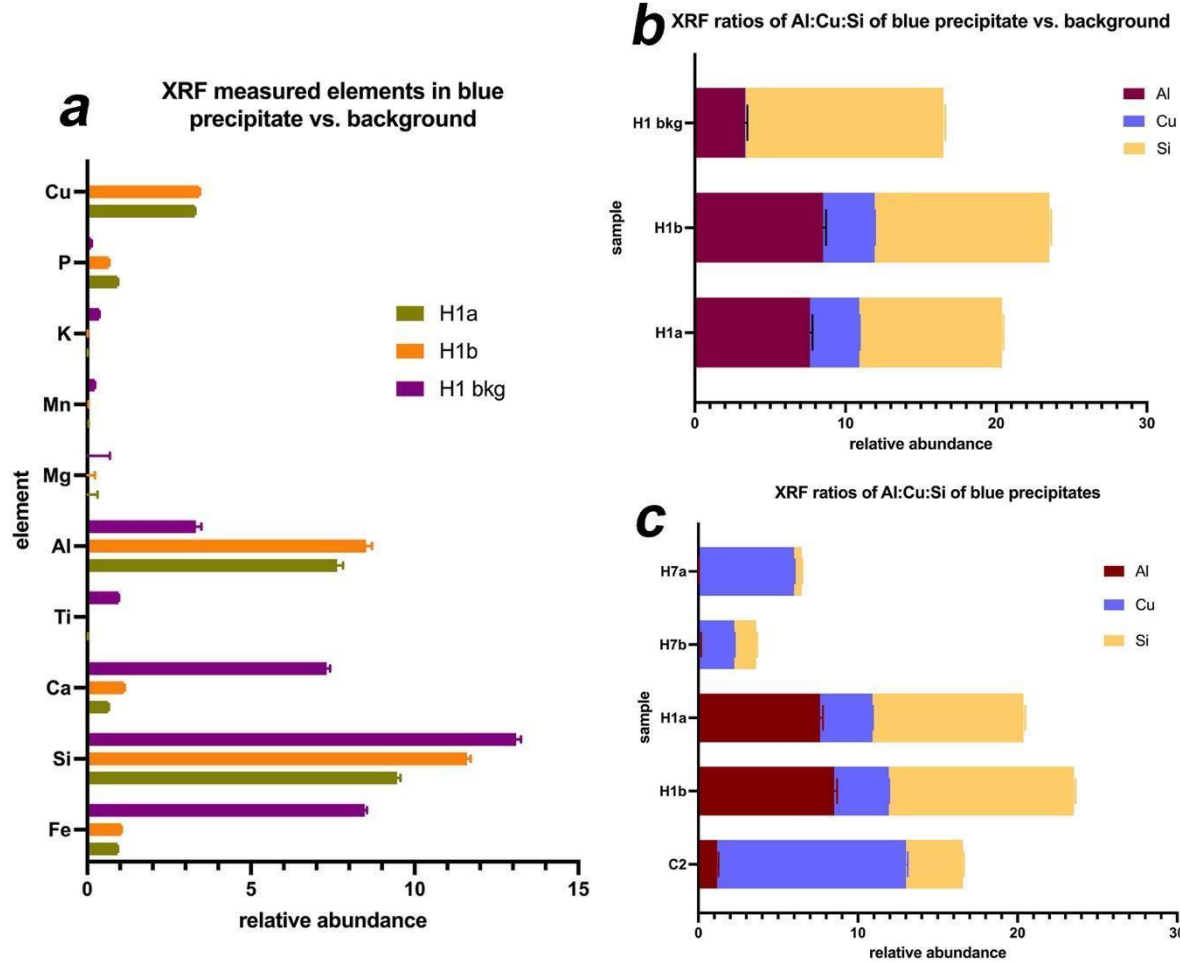 a
XRF measured elements in blue
precipitate vs. background
element
Cu
P
K
Mn
Mg
Al
Ti
Ca
Si
Fe
H1a
H1b
H1 bkg
0 5 10 15
relative abundance
b
XRF ratios of Al:Cu:Si of blue precipitate vs. background
sample
H1 bkg
H1b
H1a
Al
Cu
Si
0 10 20 30
relative abundance
c
XRF ratios of Al:Cu:Si of blue precipitates
sample
H7a
H7b
H1a
H1b
C2
Al
Cu
Si
0 10 20 30
relative abundance